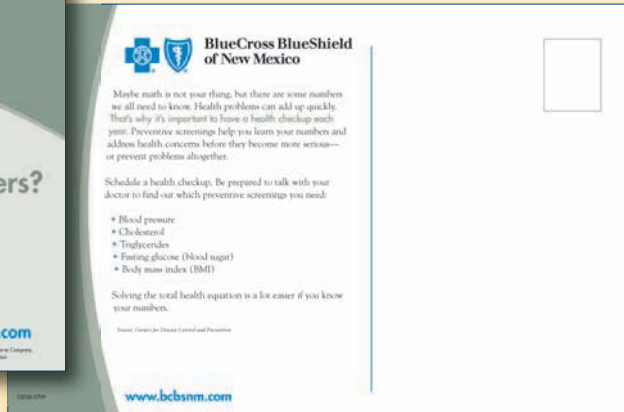 BlueCross BlueShield
of New Mexico
Maybe math is not your thing, but there are some numbers
we all need to know. Health problems can add up quickly.
That's why it's important to have a health checkup each
year. Preventive screenings help you learn your numbers and
address health concerns before they become more serious—
or prevent problems altogether.
Schedule a health checkup. Be prepared to talk with your
doctor to find out which preventive screenings you need:
• Blood pressure
• Cholesterol
• Triglycerides
• Fasting glucose (blood sugar)
• Body mass index (BMI)
Solving the total health equation is a lot easier if you know
your numbers.
Source: Centers for Disease Control and Prevention
www.bcbsnm.com
ers?
com